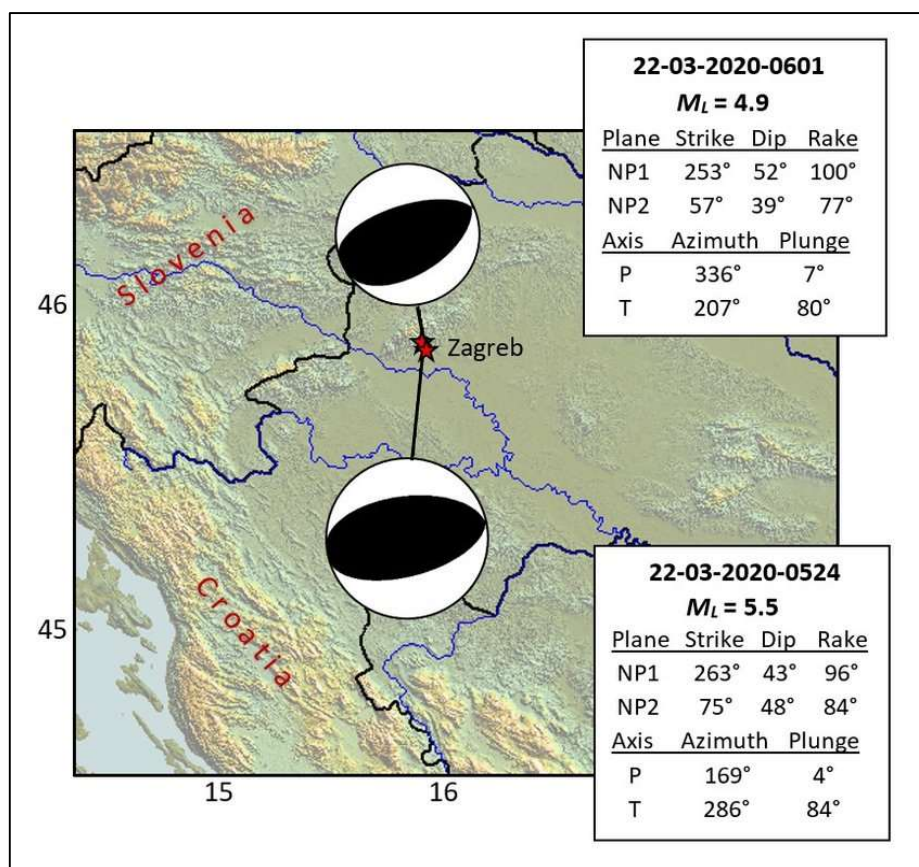 22-03-2020-0601
ML = 4.9
Plane Strike Dip Rake
NP1 253° 52° 100°
NP2 57° 39° 77°
Axis Azimuth Plunge
P 336° 7°
T 207° 80°
Slovenia
46
Zagreb
22-03-2020-0524
ML = 5.5
Plane Strike Dip Rake
NP1 263° 43° 96°
NP2 75° 48° 84°
Axis Azimuth Plunge
P 169° 4°
T 286° 84°
Croatia
45
15 16